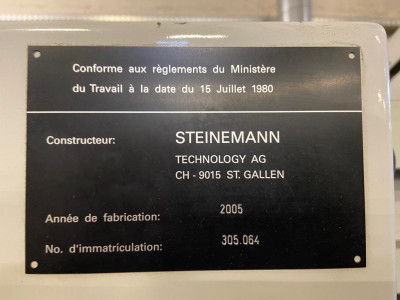 Conforme aux règlements du Ministère
du Travail à la date du 15 Juillet 1980
Constructeur: STEINEMANN
TECHNOLOGY AG
CH - 9015 ST. GALLEN
Année de fabrication: 2005
No. d'immatriculation: 305.064